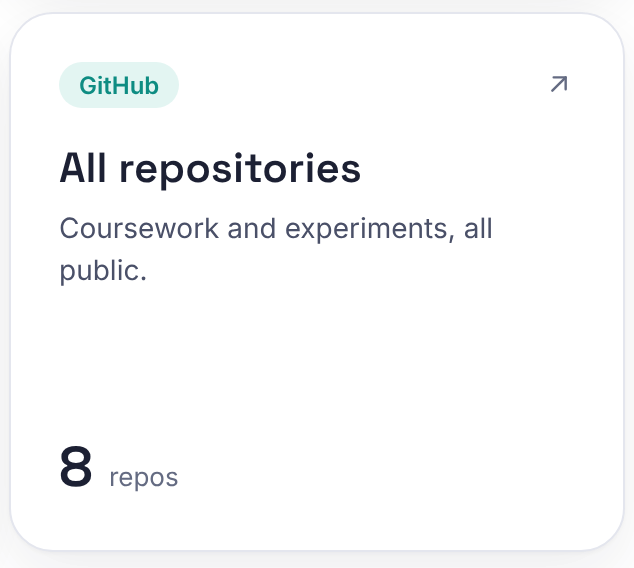 GitHub
All repositories
Coursework and experiments, all
public.
8 repos